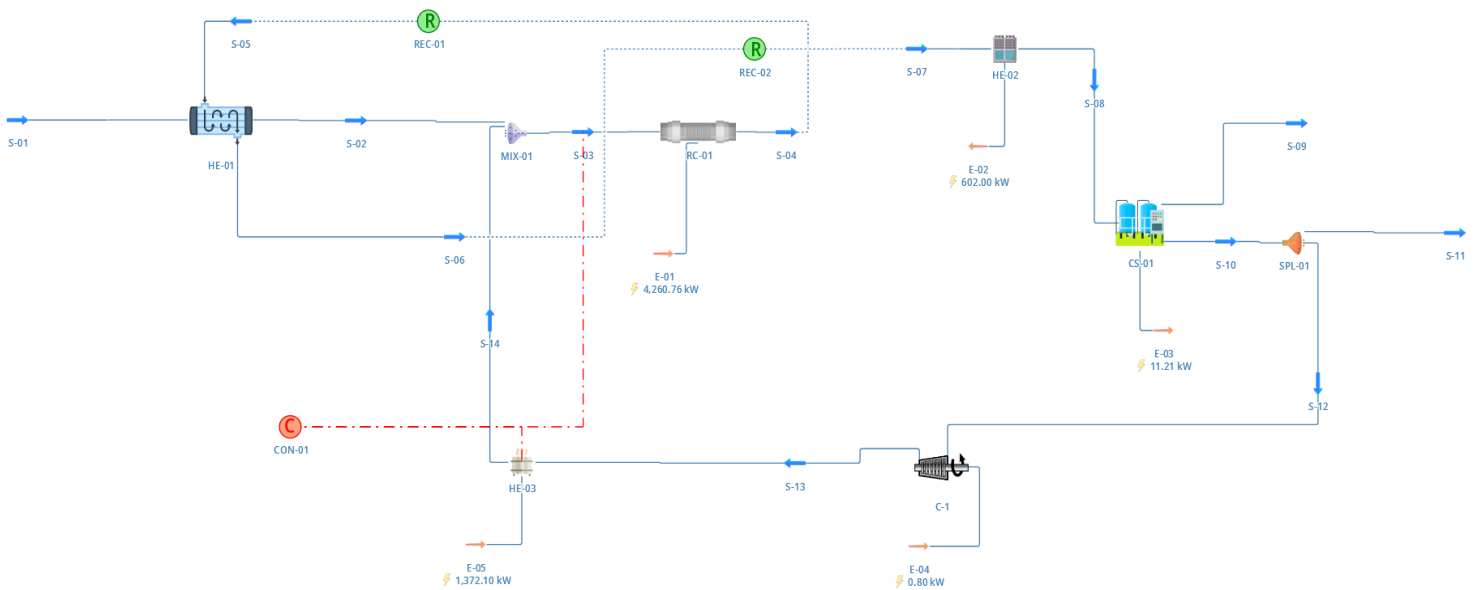 R
REC-01
S-05
R
REC-02
S-07
HE-02
S-08
S-01
HE-01
S-02
MIX-01
S-03
RC-01
S-04
S-09
E-02
602.00 kW
S-06
E-01
4,260.76 kW
CS-01
S-10
SPL-01
S-11
S-14
E-03
11.21 kW
S-12
C
CON-01
HE-03
S-13
C-1
E-05
1,372.10 kW
E-04
0.80 kW